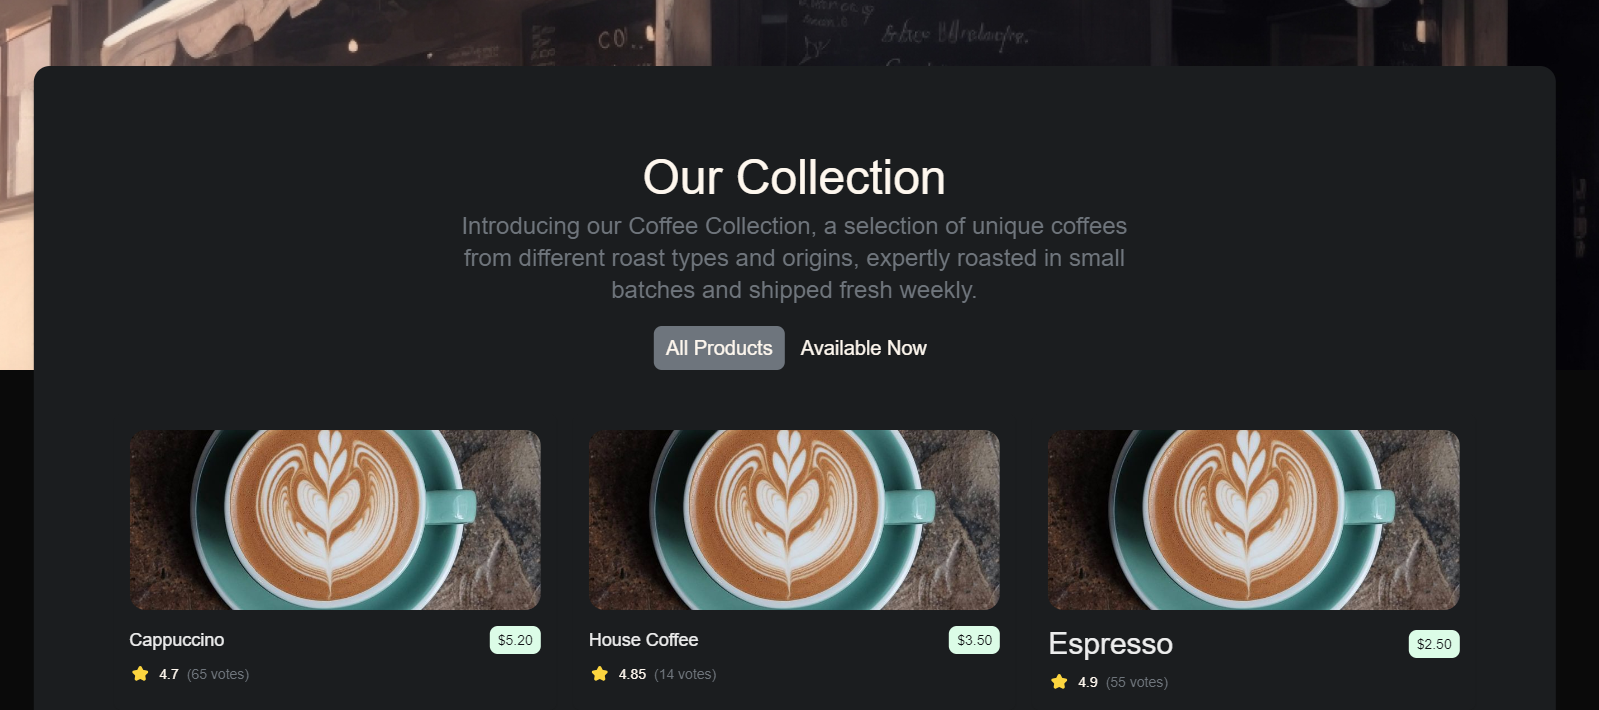 CO
Our Collection
Introducing our Coffee Collection, a selection of unique coffees
from different roast types and origins, expertly roasted in small
batches and shipped fresh weekly.
All Products Available Now
Cappuccino $5.20
4.7 (65 votes)
House Coffee $3.50
4.85 (14 votes)
Espresso $2.50
4.9 (55 votes)